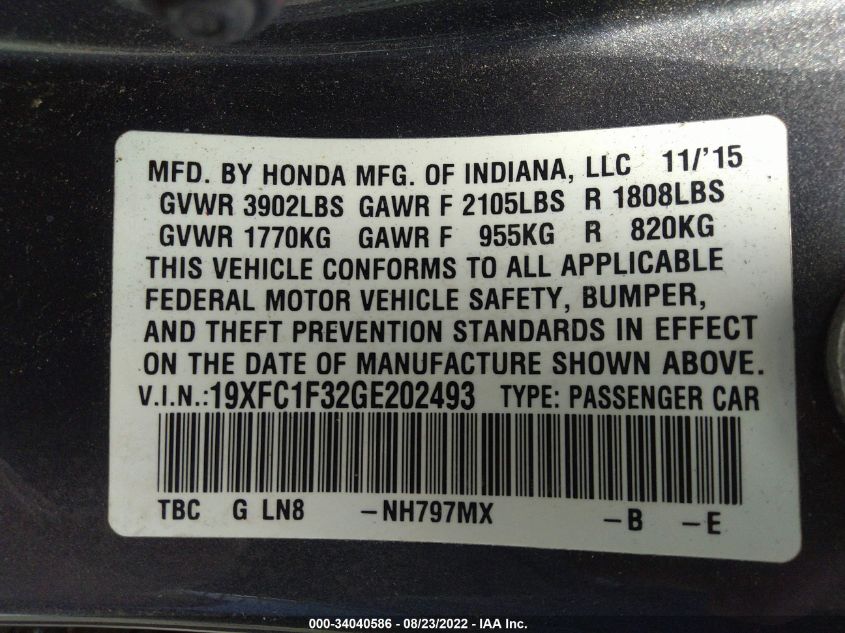 MFD. BY HONDA MFG. OF INDIANA, LLC 11/'15
GVWR 3902LBS GAWR F 2105LBS R 1808LBS
GVWR 1770KG GAWR F 955KG R 820KG
THIS VEHICLE CONFORMS TO ALL APPLICABLE
FEDERAL MOTOR VEHICLE SAFETY, BUMPER,
AND THEFT PREVENTION STANDARDS IN EFFECT
ON THE DATE OF MANUFACTURE SHOWN ABOVE.
V.I.N.:19XFC1F32GE202493 TYPE: PASSENGER CAR
TBC G LN8 -NH797MX -B -E
000-34040586 - 08/23/2022 - IAA Inc.